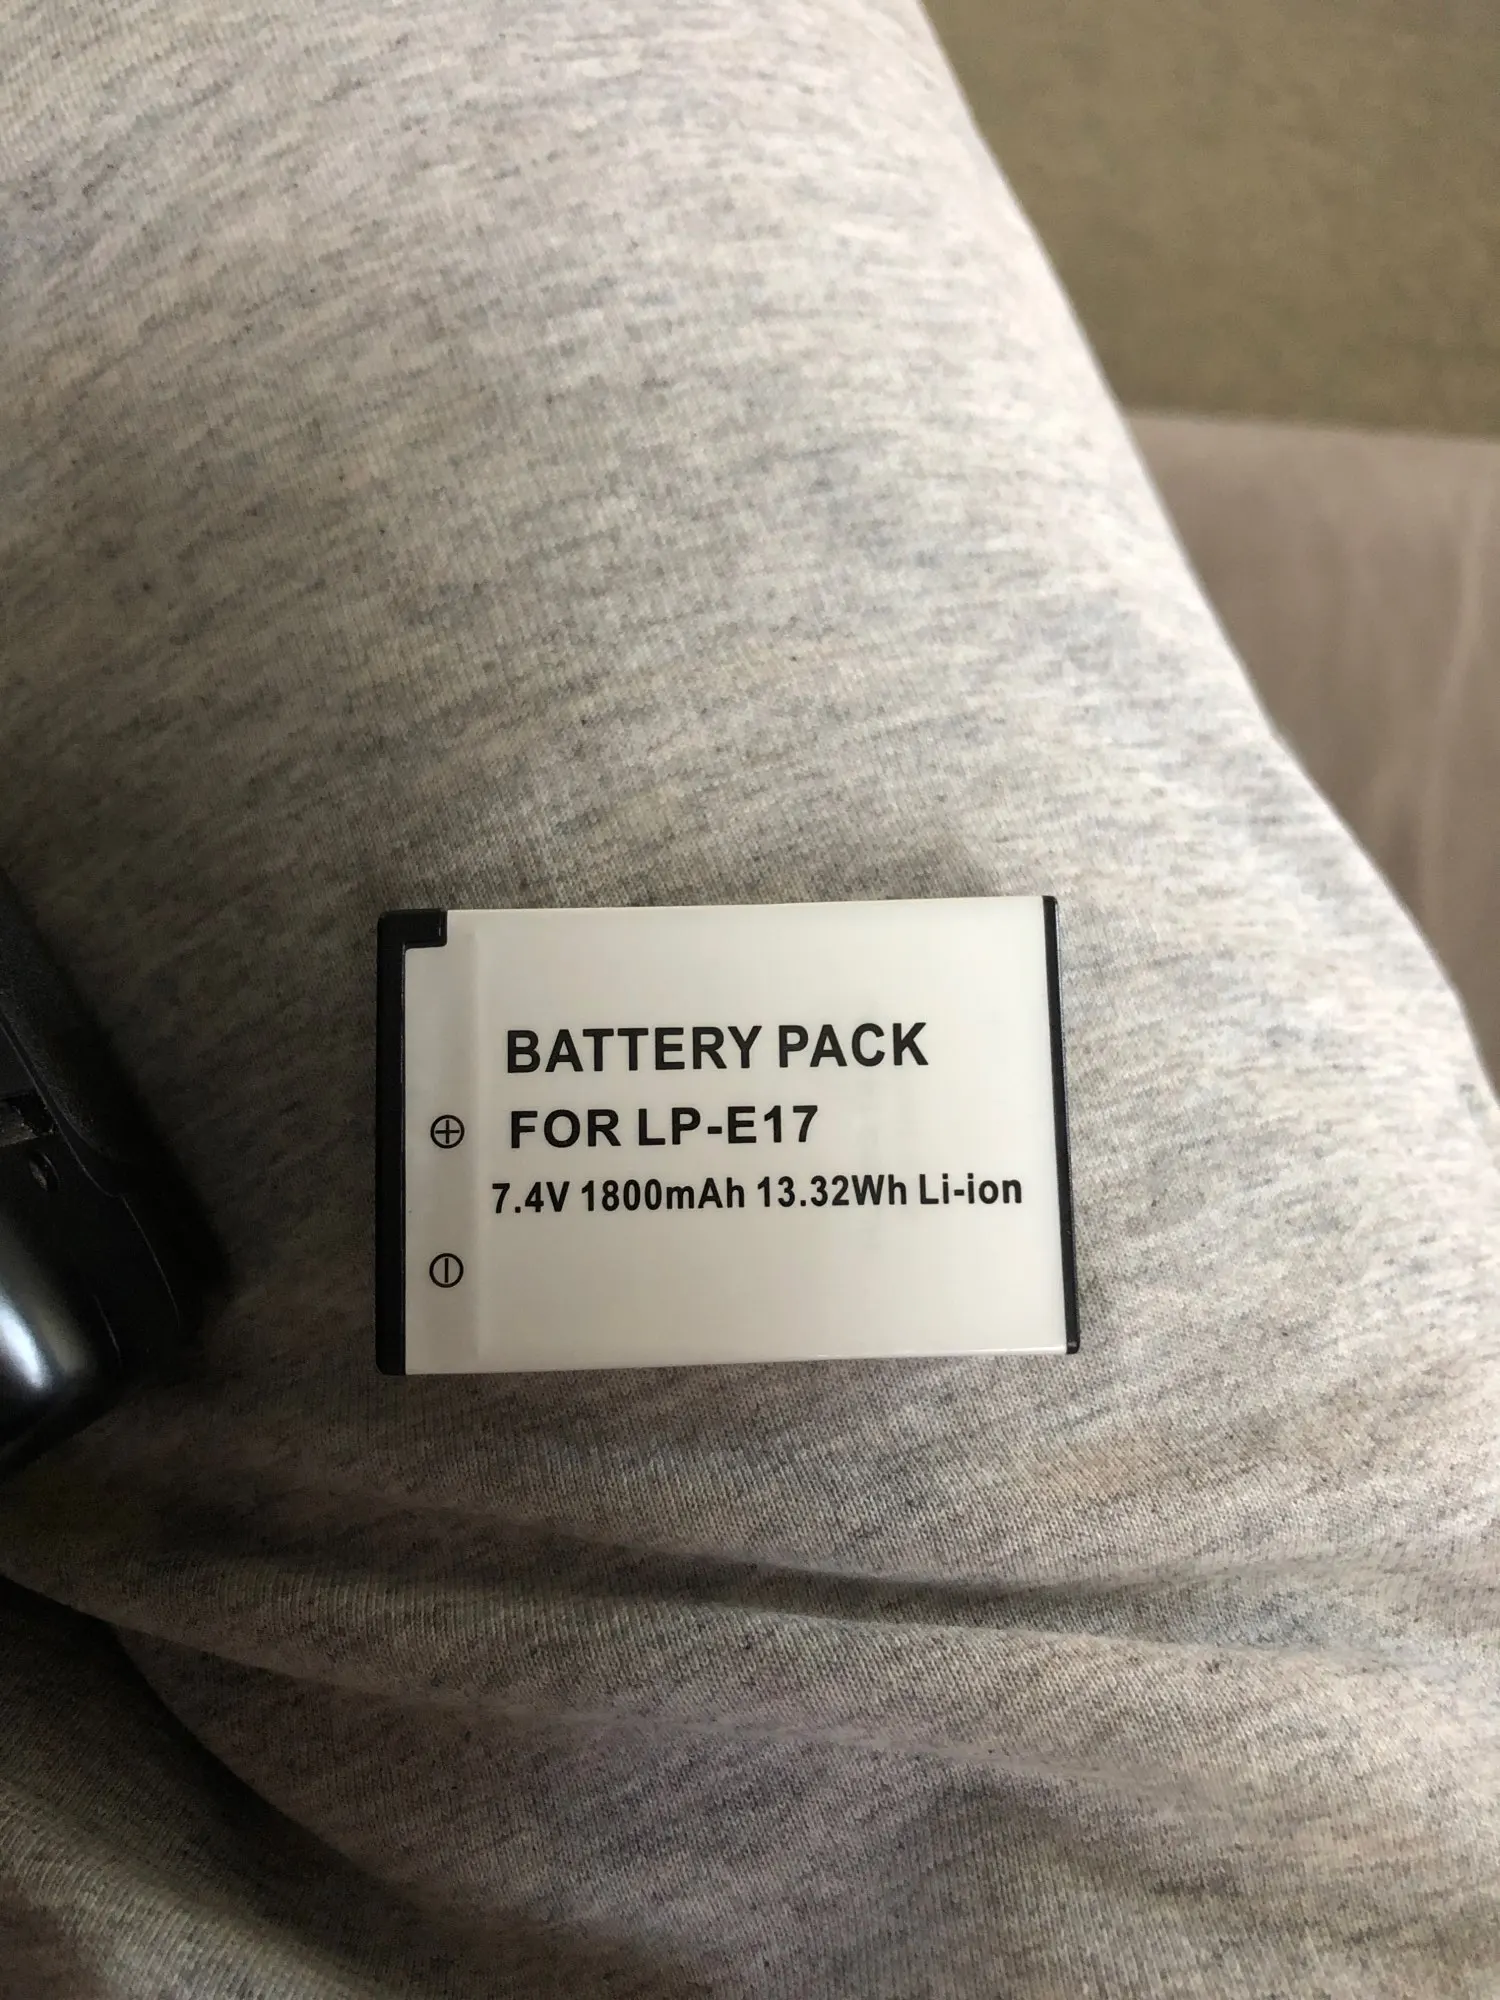 BATTERY PACK
FOR LP-E17
7.4V 1800mAh 13.32Wh Li-ion